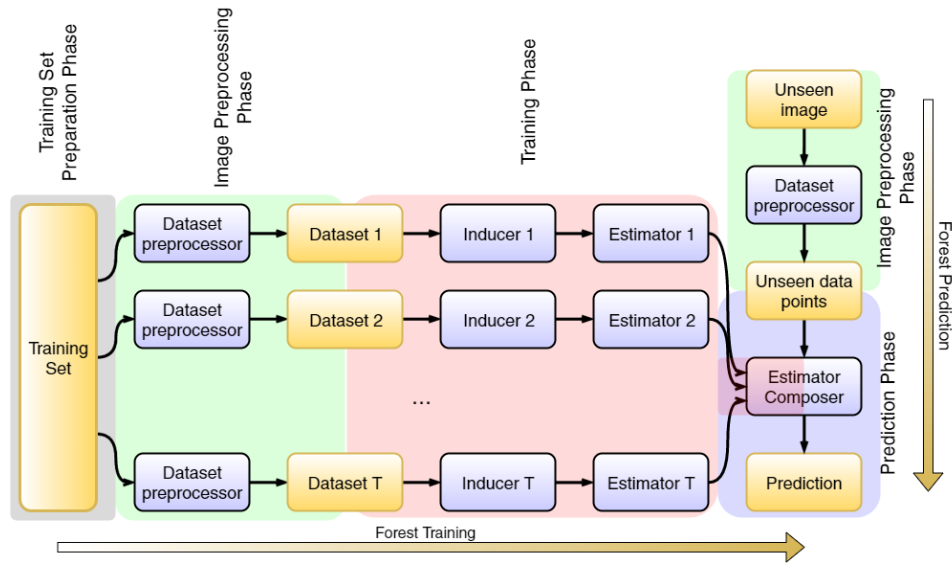 Training Set
Preparation Phase
Image Preprocessing
Phase
Training Phase
Training
Set
Dataset
preprocessor
Dataset 1
Inducer 1
Estimator 1
Dataset
preprocessor
Dataset 2
Inducer 2
Estimator 2
...
Dataset
preprocessor
Dataset T
Inducer T
Estimator T
Unseen
image
Dataset
preprocessor
Unseen data
points
Estimator
Composer
Prediction
Image Preprocessing
Phase
Prediction Phase
Forest Prediction
Forest Training